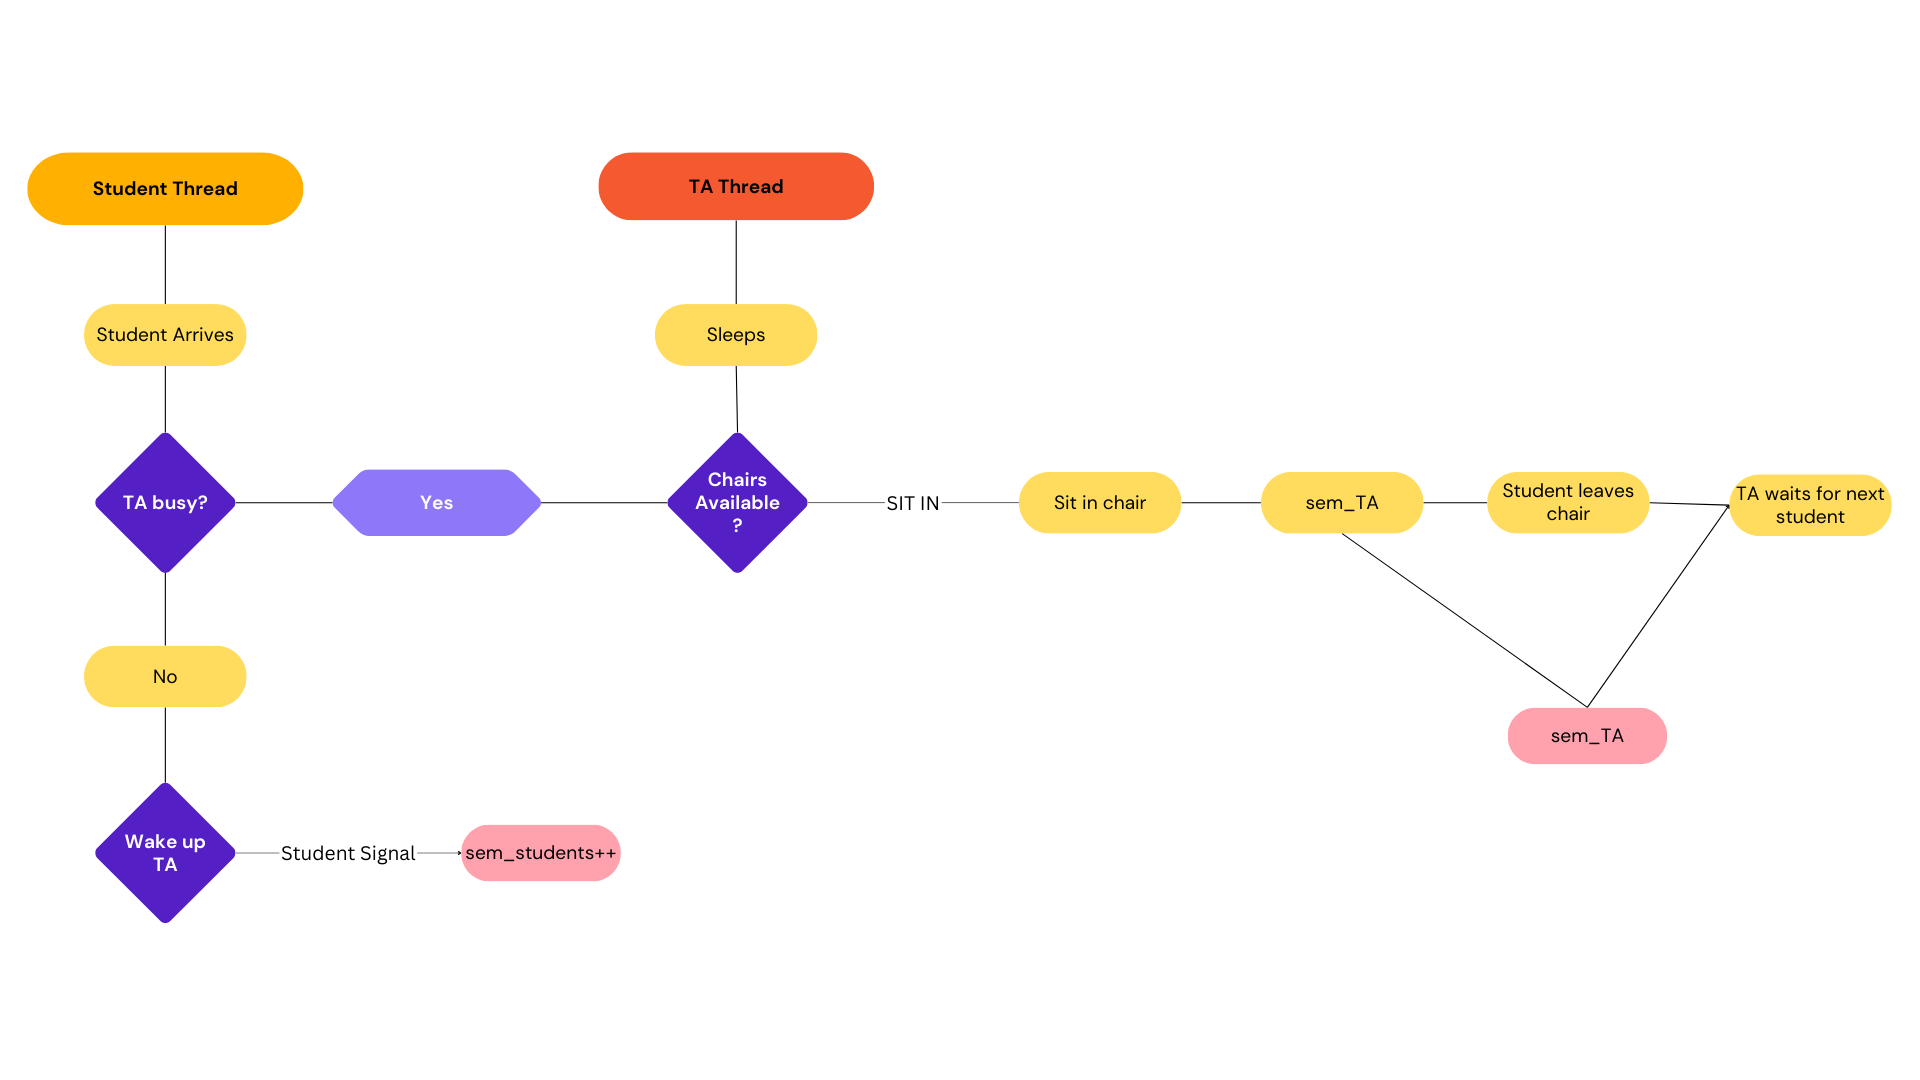 Student Thread
TA Thread
Student Arrives
Sleeps
TA busy?
Yes
Chairs
Available
?
SIT IN
Sit in chair
sem_TA
Student leaves
chair
TA waits for next
student
No
sem_TA
Wake up
TA
Student Signal
sem_students++